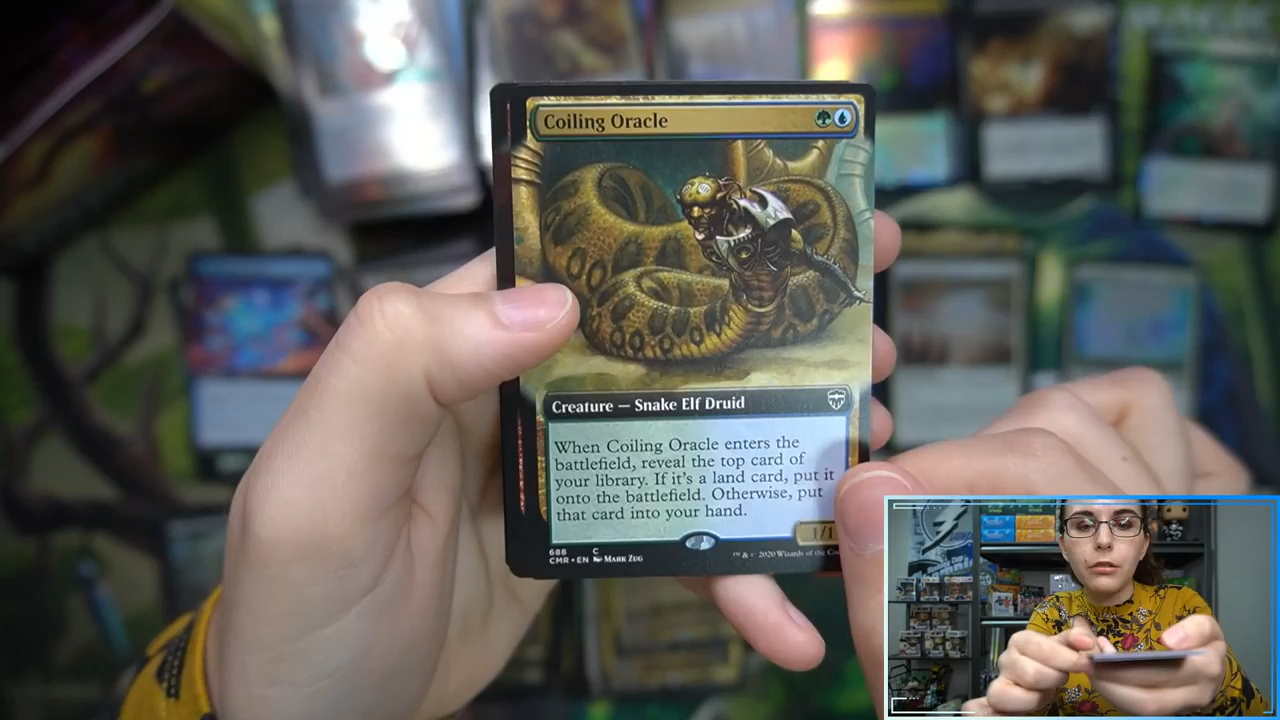 Coiling Oracle
Creature — Snake Elf Druid
When Coiling Oracle enters the
battlefield, reveal the top card of
your library. If it's a land card, put it
onto the battlefield. Otherwise, put
that card into your hand.
1/1
688 C
CMR • EN Mark Zug
™ & © 2020 Wizards of the